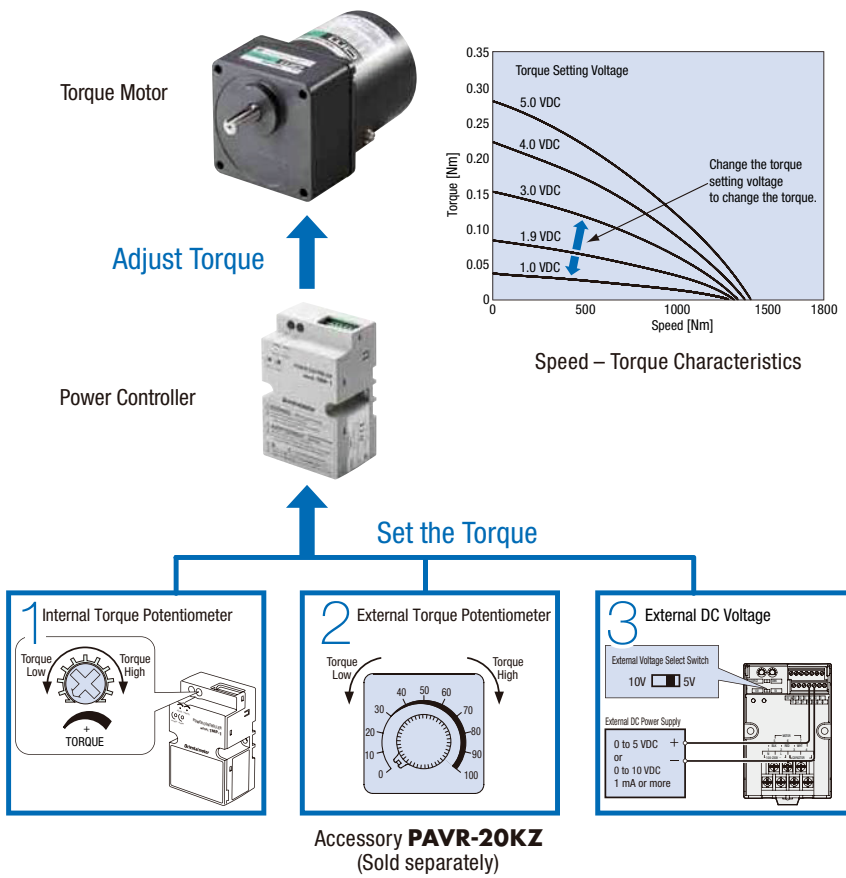 Torque Motor
Adjust Torque
Power Controller
0.35
0.30
0.25
0.20
0.15
0.10
0.05
0
Torque [Nm]
Torque Setting Voltage
5.0 VDC
4.0 VDC
3.0 VDC
1.9 VDC
1.0 VDC
Change the torque
setting voltage
to change the torque.
0 500 1000 1500 1800
Speed [Nm]
Speed – Torque Characteristics
Set the Torque
1 Internal Torque Potentiometer
Torque
Low
Torque
High
+
TORQUE
2 External Torque Potentiometer
Torque
Low
Torque
High
0 10 20 30 40 50 60 70 80 90 100
3 External DC Voltage
External Voltage Select Switch
10V 5V
External DC Power Supply
0 to 5 VDC +
or
0 to 10 VDC −
1 mA or more
Accessory PAVR-20KZ
(Sold separately)